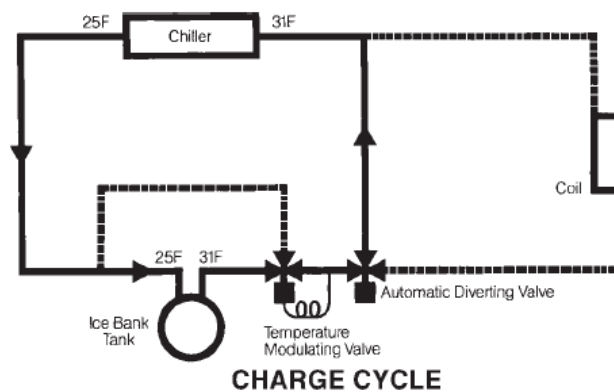 25F
Chiller
31F
Coil
25F
31F
Automatic Diverting Valve
Ice Bank
Tank
Temperature
Modulating Valve
CHARGE CYCLE